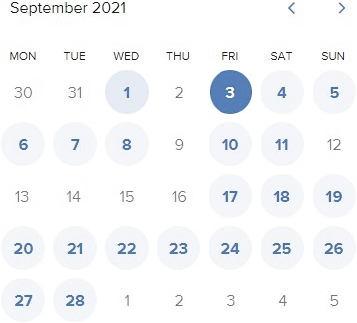 September 2021
MON TUE WED THU FRI SAT SUN
30 31 1 2 3 4 5
6 7 8 9 10 11 12
13 14 15 16 17 18 19
20 21 22 23 24 25 26
27 28 1 2 3 4 5